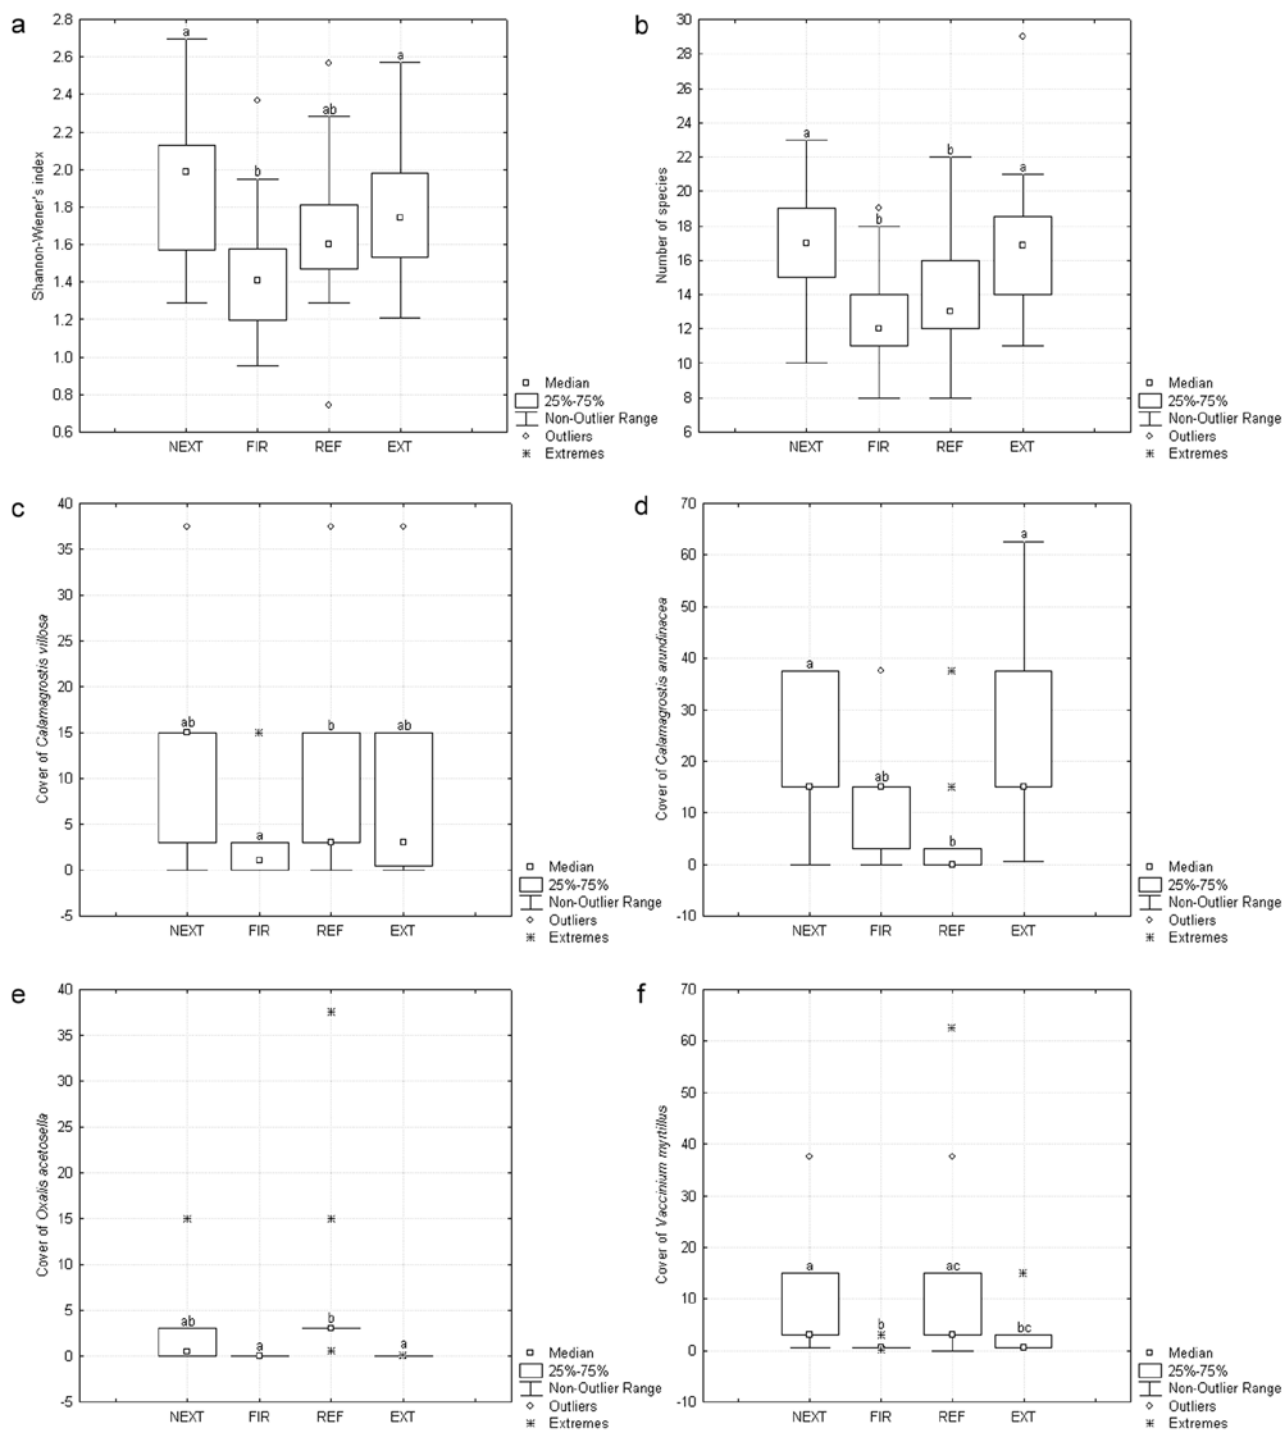 a
2.8
2.6
2.4
2.2
2.0
1.8
1.6
1.4
1.2
1.0
0.8
0.6
Shannon-Wiener's index
a
b
ab
a
NEXT FIR REF EXT
Median
25%-75%
Non-Outlier Range
Outliers
Extremes
b
30
28
26
24
22
20
18
16
14
12
10
8
6
Number of species
a
b
b
a
NEXT FIR REF EXT
Median
25%-75%
Non-Outlier Range
Outliers
Extremes
c
40
35
30
25
20
15
10
5
0
-5
Cover of Calamagrostis villosa
ab
a
b
ab
NEXT FIR REF EXT
Median
25%-75%
Non-Outlier Range
Outliers
Extremes
d
70
60
50
40
30
20
10
0
-10
Cover of Calamagrostis arundinacea
a
ab
b
a
NEXT FIR REF EXT
Median
25%-75%
Non-Outlier Range
Outliers
Extremes
e
40
35
30
25
20
15
10
5
0
-5
Cover of Oxalis acetosella
ab
a
b
a
NEXT FIR REF EXT
Median
25%-75%
Non-Outlier Range
Outliers
Extremes
f
70
60
50
40
30
20
10
0
-10
Cover of Vaccinium myrtillus
a
b
ac
bc
NEXT FIR REF EXT
Median
25%-75%
Non-Outlier Range
Outliers
Extremes